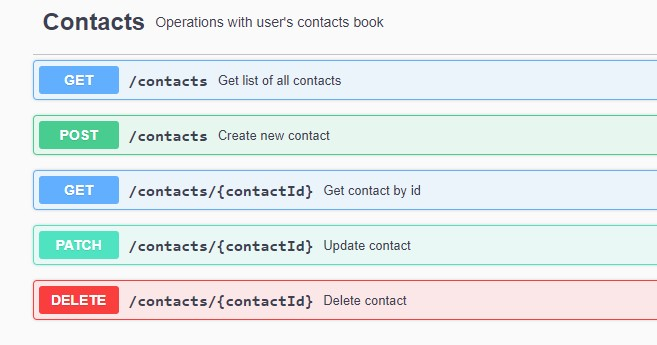 Contacts Operations with user's contacts book
GET /contacts Get list of all contacts
POST /contacts Create new contact
GET /contacts/{contactId} Get contact by id
PATCH /contacts/{contactId} Update contact
DELETE /contacts/{contactId} Delete contact